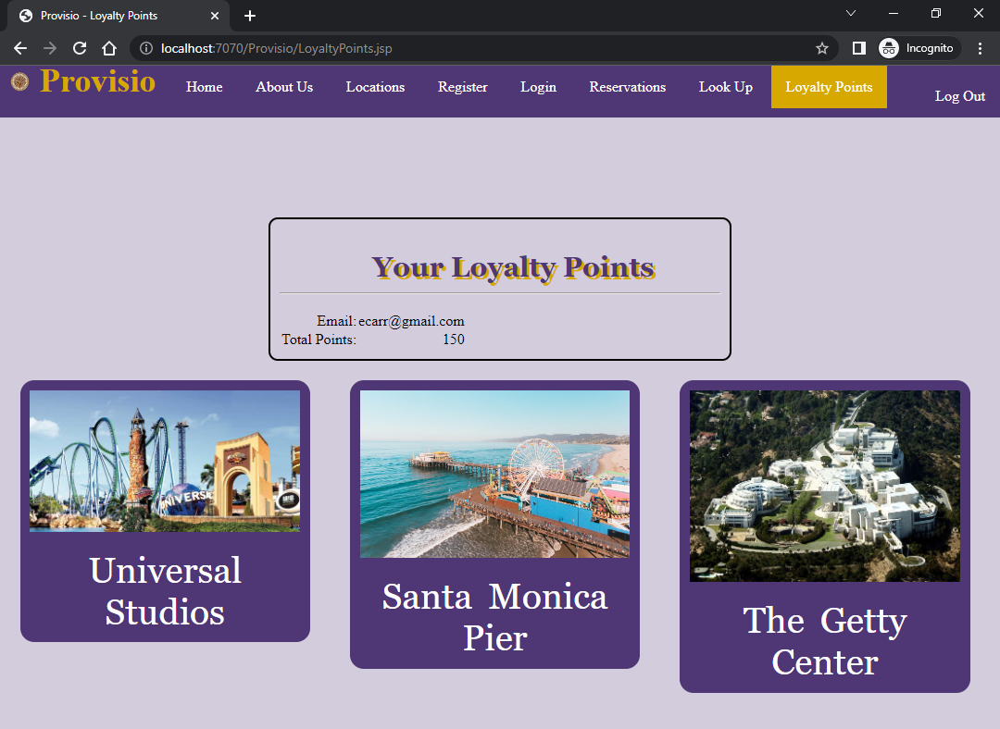 Provisio - Loyalty Points
localhost:7070/Provisio/LoyaltyPoints.jsp
Incognito
Provisio
Home About Us Locations Register Login Reservations Look Up Loyalty Points Log Out
Your Loyalty Points
Email: ecarr@gmail.com
Total Points: 150
UNIVERSAL
Universal
Studios
Santa Monica
Pier
The Getty
Center